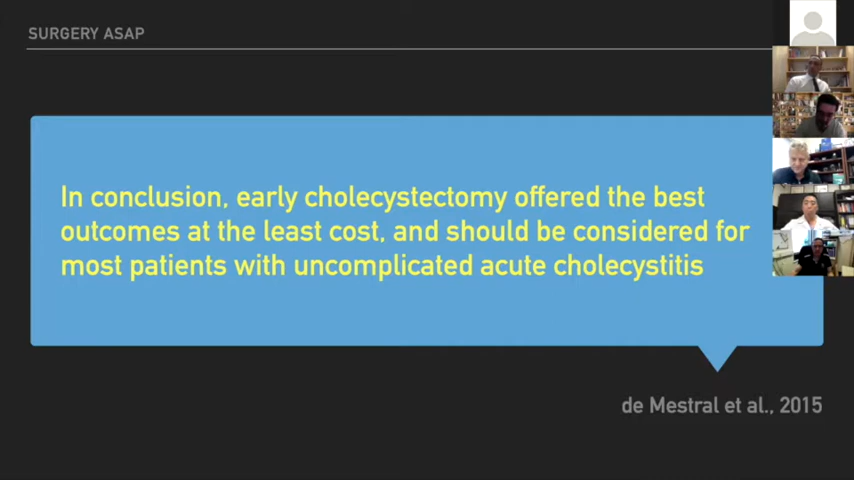 SURGERY ASAP
In conclusion, early cholecystectomy offered the best
outcomes at the least cost, and should be considered for
most patients with uncomplicated acute cholecystitis
de Mestral et al., 2015